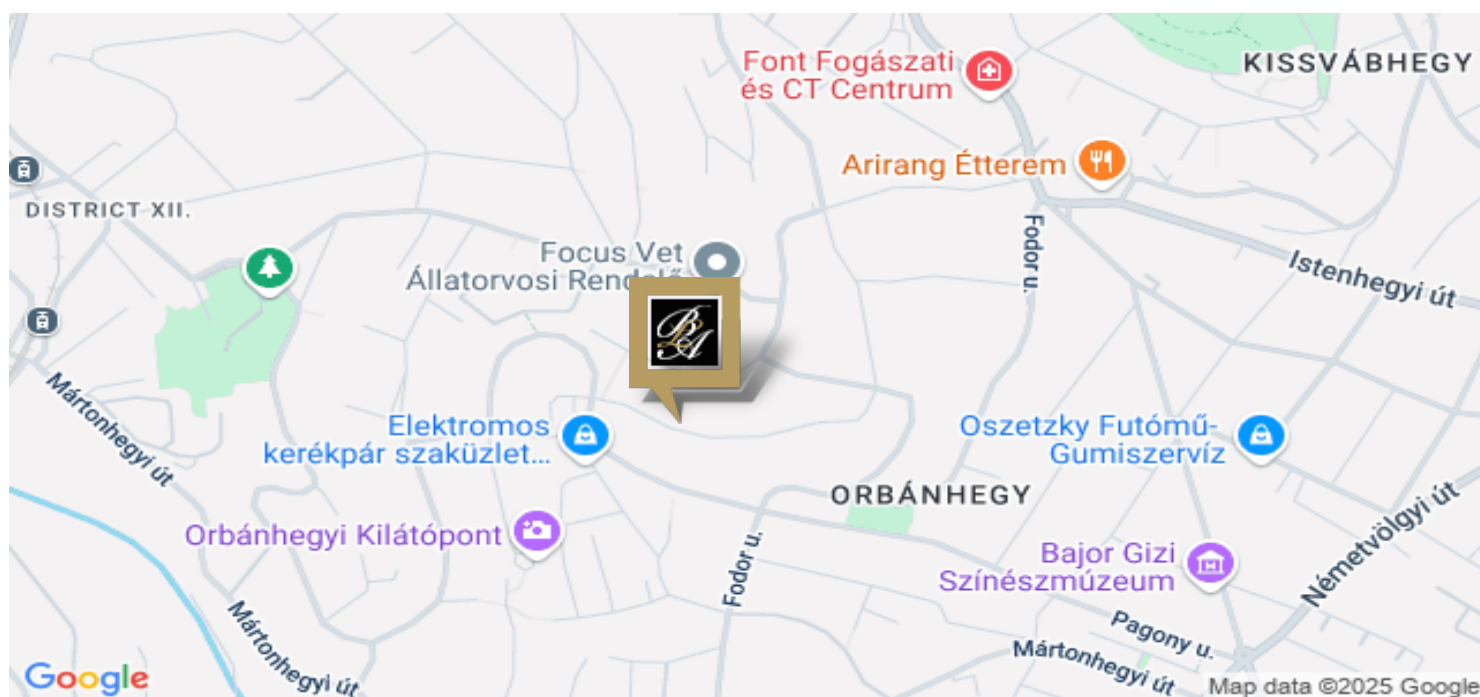 Font Fogászati
és CT Centrum
KISSVÁBHEGY
Arirang Étterem
DISTRICT XII.
Fodor u.
Focus Vet
Állatorvosi
Istenhegyi út
BLA
Mártonhegyi út
Elektromos
kerékpár szaküzlet...
Oszetzky Futómű-
Gumiszervíz
ORBÁNHEGY
Orbánhegyi Kilátópont
Németvölgyi út
Fodor u.
Bajor Gizi
Színészmúzeum
Mártonhegyi út
Pagony u.
Mártonhegyi út
Google
Map data ©2025 Google